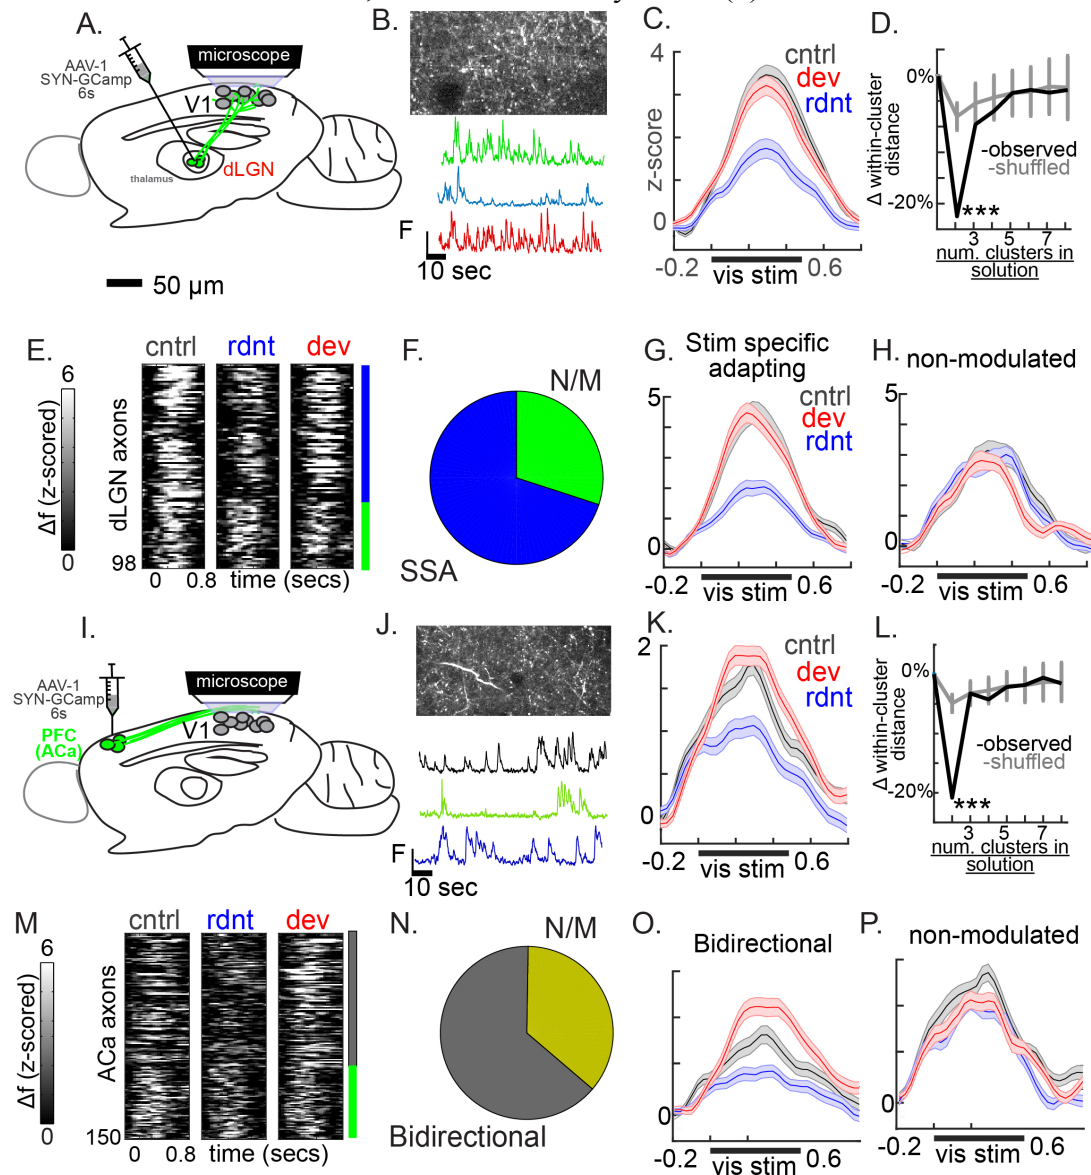 A.
AAV-1
SYN-GCamp
6s
microscope
V1
dLGN
thalamus
50 µm
B.
F
10 sec
C.
4
z-score
0
cntrl
dev
rdnt
-0.2
vis stim
0.6
D.
0%
Δ within-cluster
distance
-20%
-observed
-shuffled
***
3 5 7
num. clusters in
solution
E.
cntrl rdnt dev
6
Δf (z-scored)
0
dLGN axons
98
0 0.8 time (secs)
F.
N/M
SSA
G.
Stim specific
adapting
5
0
cntrl
dev
rdnt
-0.2
vis stim
0.6
H.
non-modulated
5
0
-0.2
vis stim
0.6
I.
AAV-1
SYN-GCamp
6s
PFC
(ACa)
microscope
V1
J.
F
10 sec
K.
2
0
cntrl
dev
rdnt
-0.2
vis stim
0.6
L.
0%
Δ within-cluster
distance
-20%
-observed
-shuffled
***
3 5 7
num. clusters in
solution
M
cntrl rdnt dev
6
Δf (z-scored)
0
ACa axons
150
0 0.8 time (secs)
N.
N/M
Bidirectional
O.
Bidirectional
0
-0.2
vis stim
0.6
P.
non-modulated
0
-0.2
vis stim
0.6